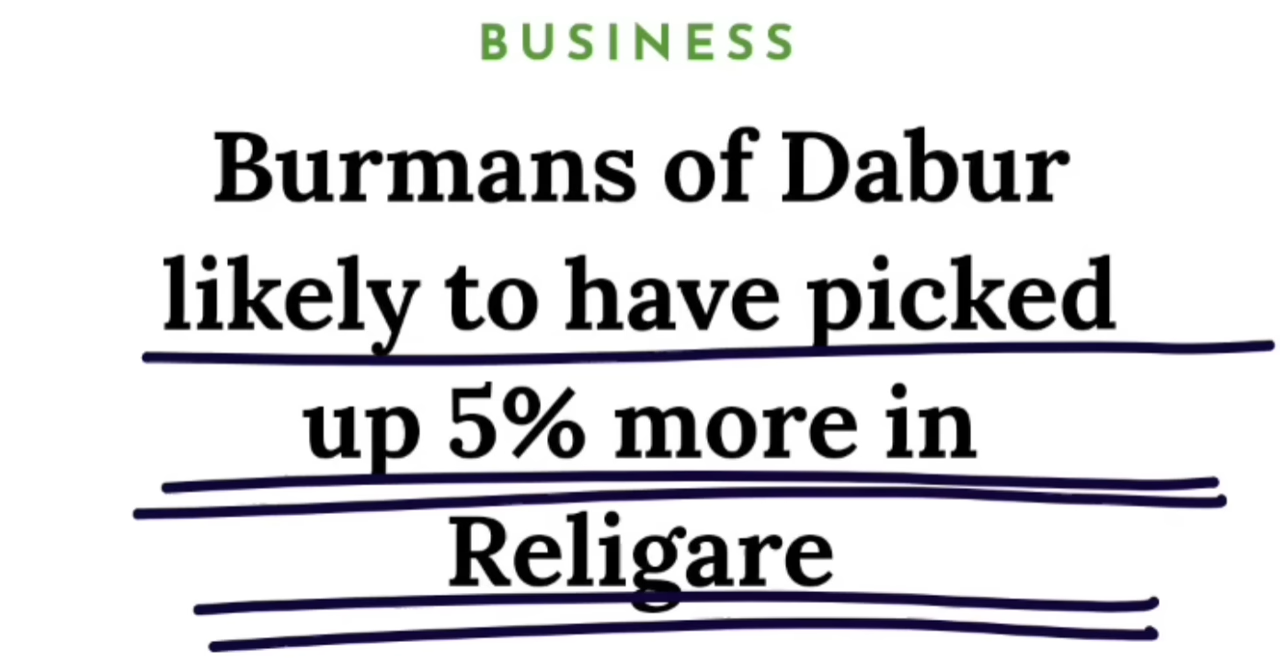 BUSINESS
Burmans of Dabur
likely to have picked
up 5% more in
Religare